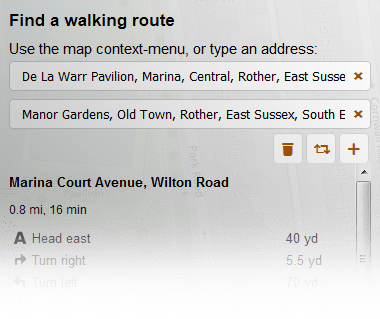 Find a walking route
Use the map context-menu, or type an address:
De La Warr Pavilion, Marina, Central, Rother, East Susse ×
Manor Gardens, Old Town, Rother, East Sussex, South E ×
+
Marina Court Avenue, Wilton Road
0.8 mi, 16 min
A Head east 40 yd
Turn right 5.5 yd
Turn left 70 yd